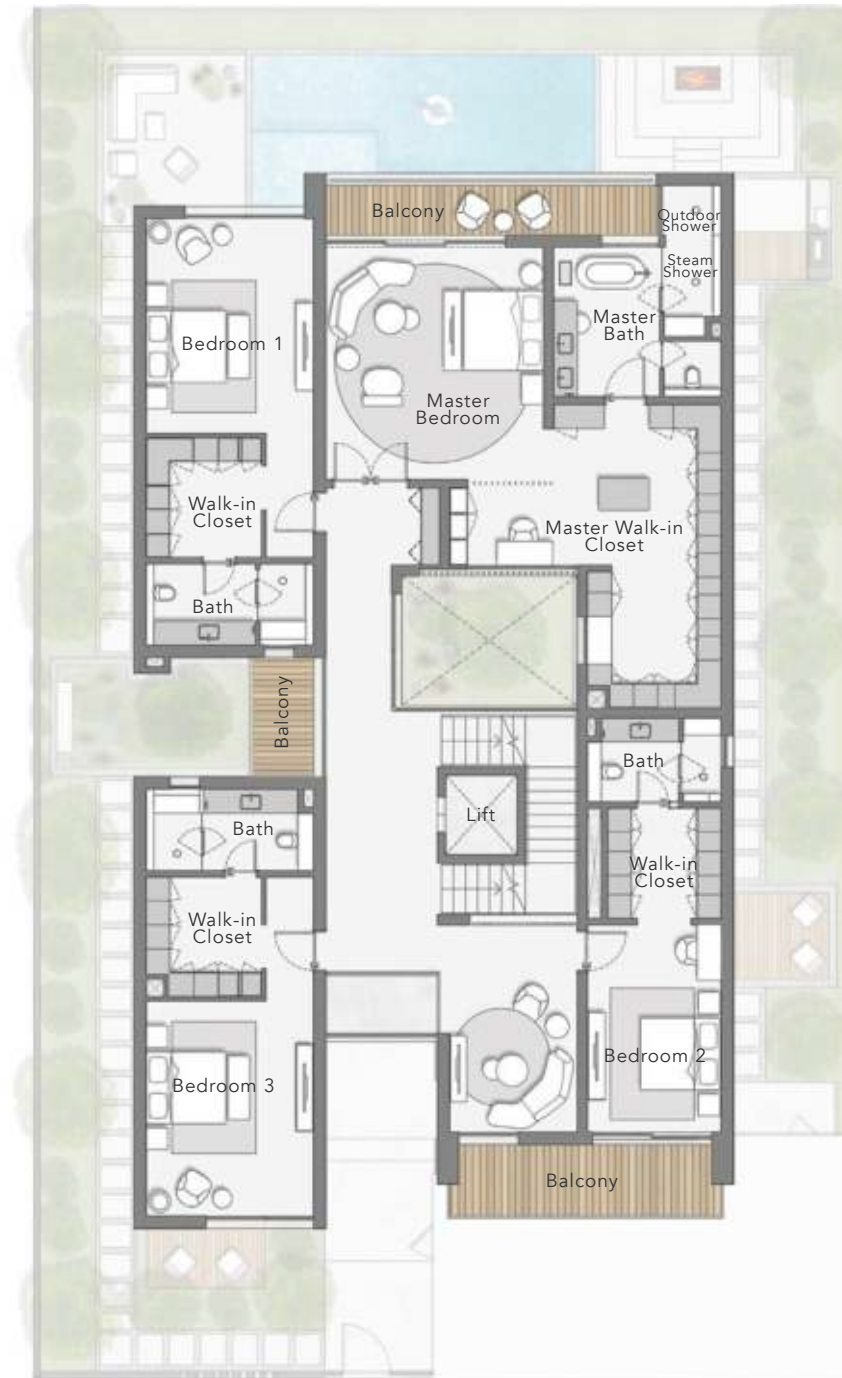 Balcony
Outdoor
Shower
Steam
Shower
Master
Bath
Bedroom 1
Master
Bedroom
Walk-in
Closet
Master Walk-in
Closet
Bath
Balcony
Bath
Lift
Bath
Walk-in
Closet
Walk-in
Closet
Bedroom 2
Bedroom 3
Balcony